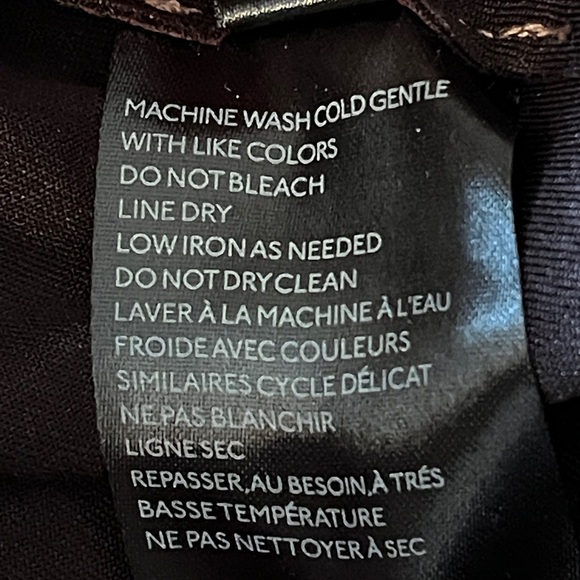 MACHINE WASH COLD GENTLE
WITH LIKE COLORS
DO NOT BLEACH
LINE DRY
LOW IRON AS NEEDED
DO NOT DRY CLEAN
LAVER À LA MACHINE À L'EAU
FROIDE AVEC COULEURS
SIMILAIRES CYCLE DÉLICAT
NE PAS BLANCHIR
LIGNE SEC
REPASSER, AU BESOIN, À TRÉS
BASSE TEMPÉRATURE
NE PAS NETTOYER À SEC